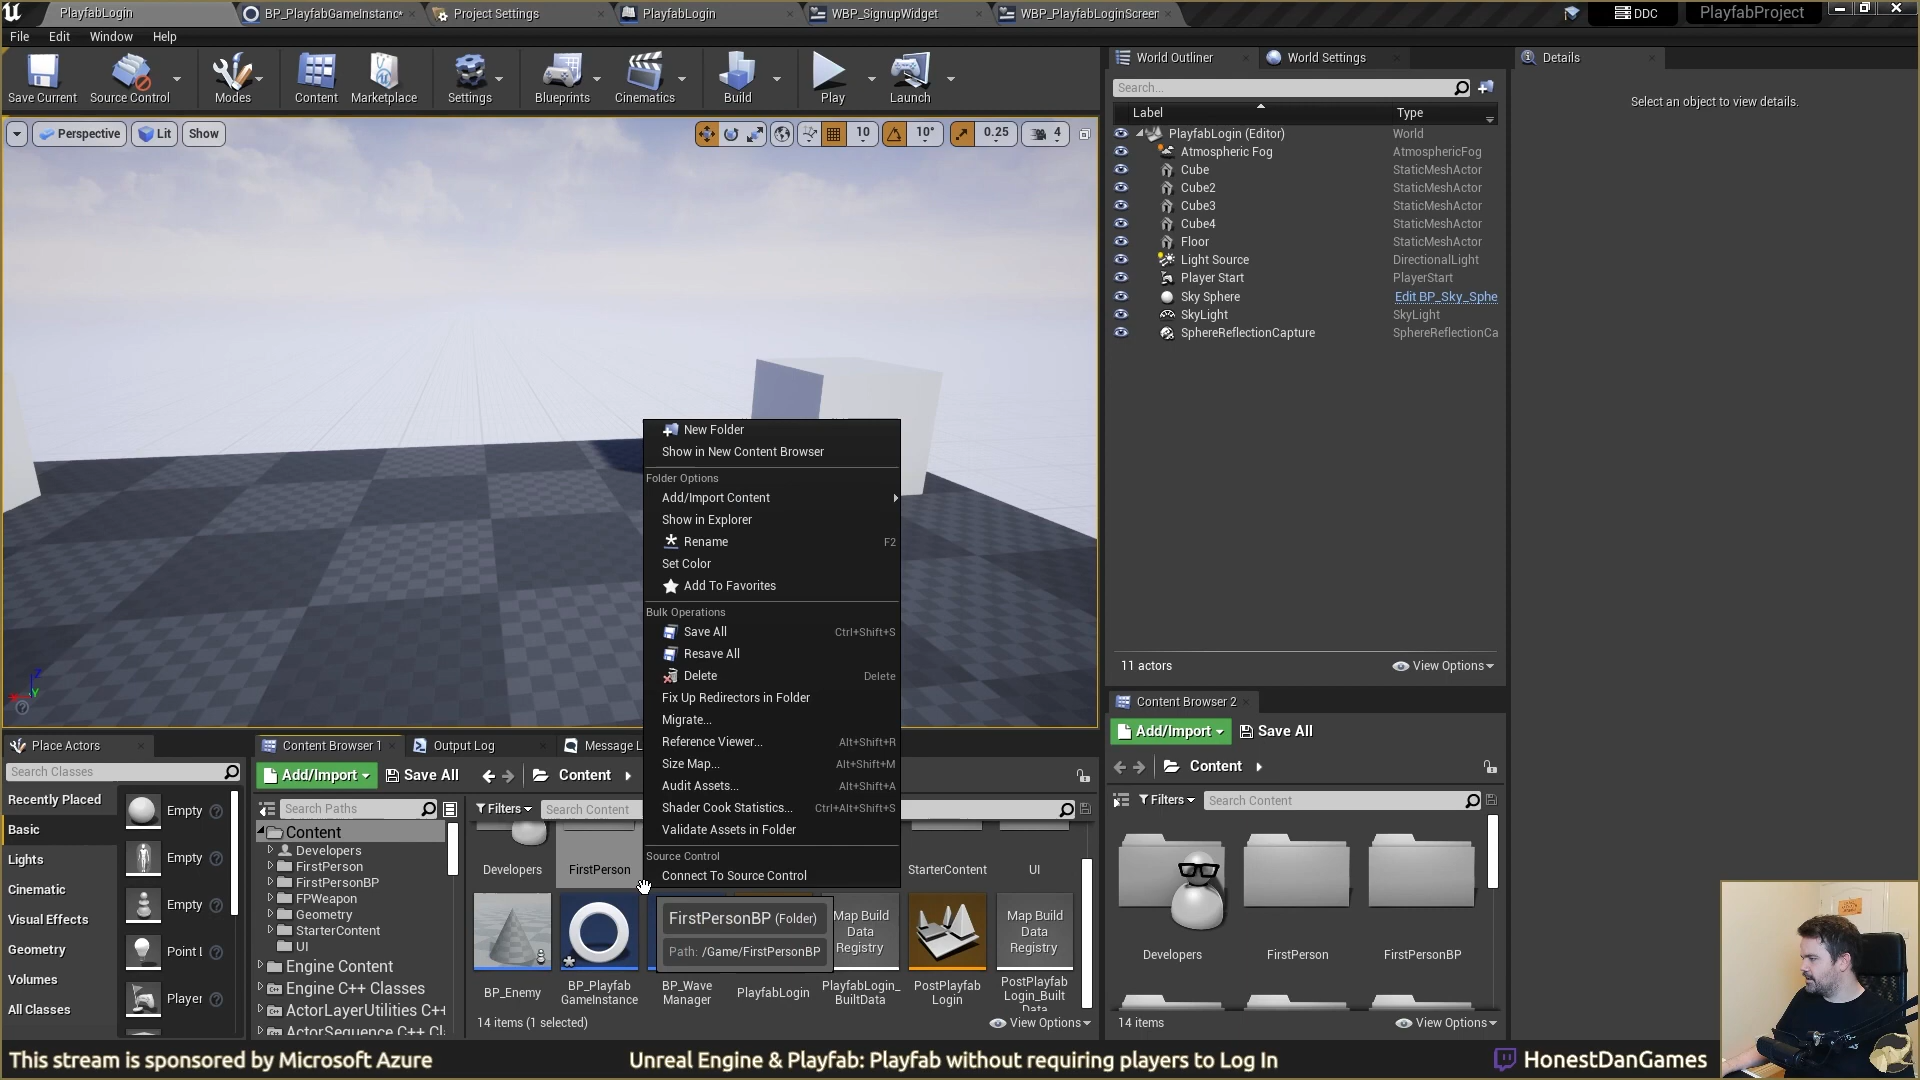 PlayfabLogin
BP_PlayfabGameInstanc*
Project Settings
PlayfabLogin
WBP_SignupWidget
WBP_PlayfabLoginScreen
DDC
PlayfabProject
File Edit Window Help
Save Current
Source Control
Modes
Content
Marketplace
Settings
Blueprints
Cinematics
Build
Play
Launch
Perspective
Lit
Show
10
10°
0.25
4
World Outliner
World Settings
Search...
Label
Type
PlayfabLogin (Editor) World
Atmospheric Fog AtmosphericFog
Cube StaticMeshActor
Cube2 StaticMeshActor
Cube3 StaticMeshActor
Cube4 StaticMeshActor
Floor StaticMeshActor
Light Source DirectionalLight
Player Start PlayerStart
Sky Sphere Edit BP_Sky_Sphe
SkyLight SkyLight
SphereReflectionCapture SphereReflectionCa
11 actors
View Options
Details
Select an object to view details.
New Folder
Show in New Content Browser
Folder Options
Add/Import Content
Show in Explorer
Rename F2
Set Color
Add To Favorites
Bulk Operations
Save All Ctrl+Shift+S
Resave All
Delete Delete
Fix Up Redirectors in Folder
Migrate...
Reference Viewer... Alt+Shift+R
Size Map... Alt+Shift+M
Audit Assets... Alt+Shift+A
Shader Cook Statistics... Ctrl+Alt+Shift+S
Validate Assets in Folder
Source Control
Connect To Source Control
FirstPersonBP (Folder)
Path: /Game/FirstPersonBP
Place Actors
Search Classes
Recently Placed
Basic
Lights
Cinematic
Visual Effects
Geometry
Volumes
All Classes
Empty
Empty
Empty
Point L
Player
Content Browser 1
Output Log
Message L
Add/Import
Save All
Content
Search Paths
Filters
Search Content
Content
Developers
FirstPerson
FirstPersonBP
FPWeapon
Geometry
StarterContent
UI
Engine Content
Engine C++ Classes
ActorLayerUtilities C++
ActorSequence C++ Cl
Developers
FirstPerson
StarterContent
UI
Map Build
Data
Registry
Map Build
Data
Registry
BP_Enemy
BP_Playfab
GameInstance
BP_Wave
Manager
PlayfabLogin
PlayfabLogin_
BuiltData
PostPlayfab
Login
PostPlayfab
Login_Built
Data
14 items (1 selected)
View Options
Content Browser 2
Add/Import
Save All
Content
Filters
Search Content
Developers
FirstPerson
FirstPersonBP
14 items
View Options
This stream is sponsored by Microsoft Azure
Unreal Engine & Playfab: Playfab without requiring players to Log In
HonestDanGames